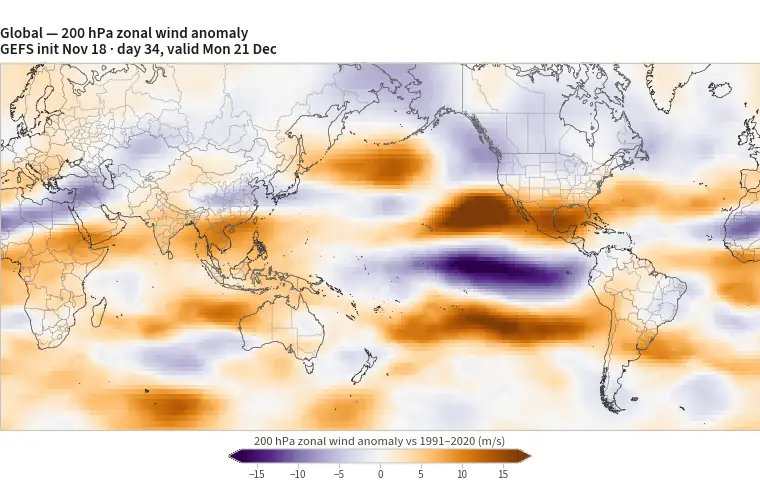 Global — 200 hPa zonal wind anomaly
GEFS init Nov 18 · day 34, valid Mon 21 Dec
200 hPa zonal wind anomaly vs 1991–2020 (m/s)
−15 −10 −5 0 5 10 15